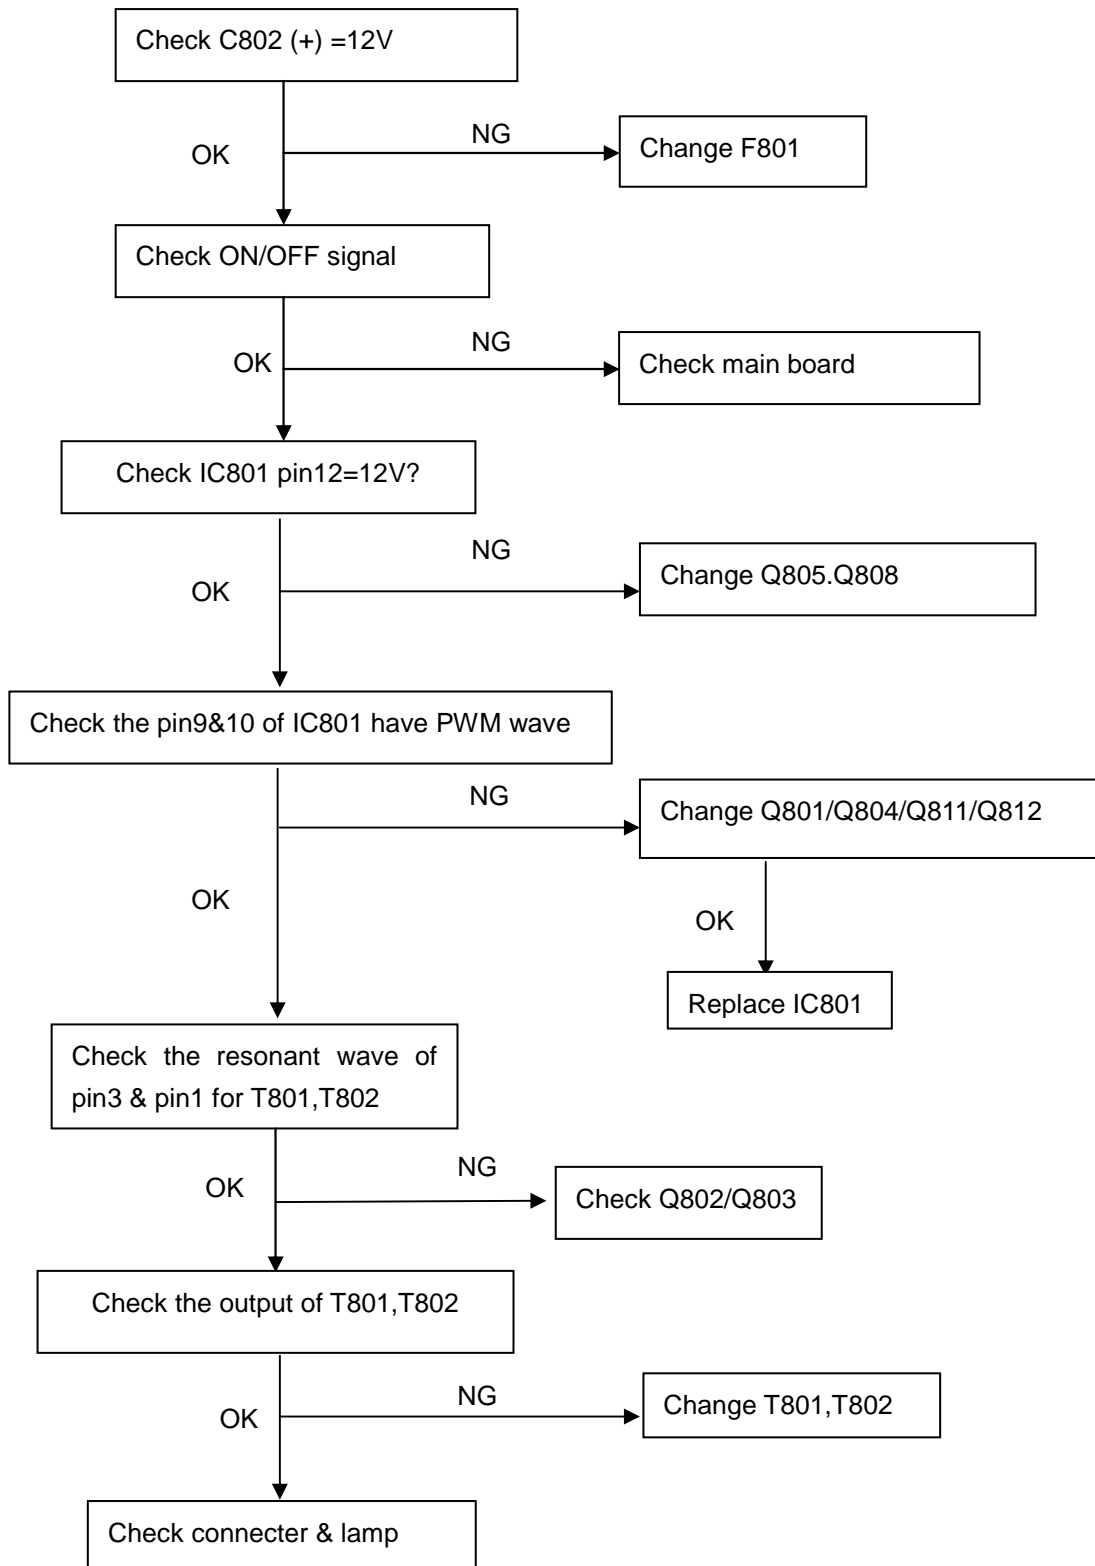 Check C802 (+) =12V
NG
OK
Change F801
Check ON/OFF signal
NG
OK
Check main board
Check IC801 pin12=12V?
NG
OK
Change Q805.Q808
Check the pin9&10 of IC801 have PWM wave
NG
Change Q801/Q804/Q811/Q812
OK
OK
Replace IC801
Check the resonant wave of
pin3 & pin1 for T801,T802
NG
OK
Check Q802/Q803
Check the output of T801,T802
NG
OK
Change T801,T802
Check connecter & lamp